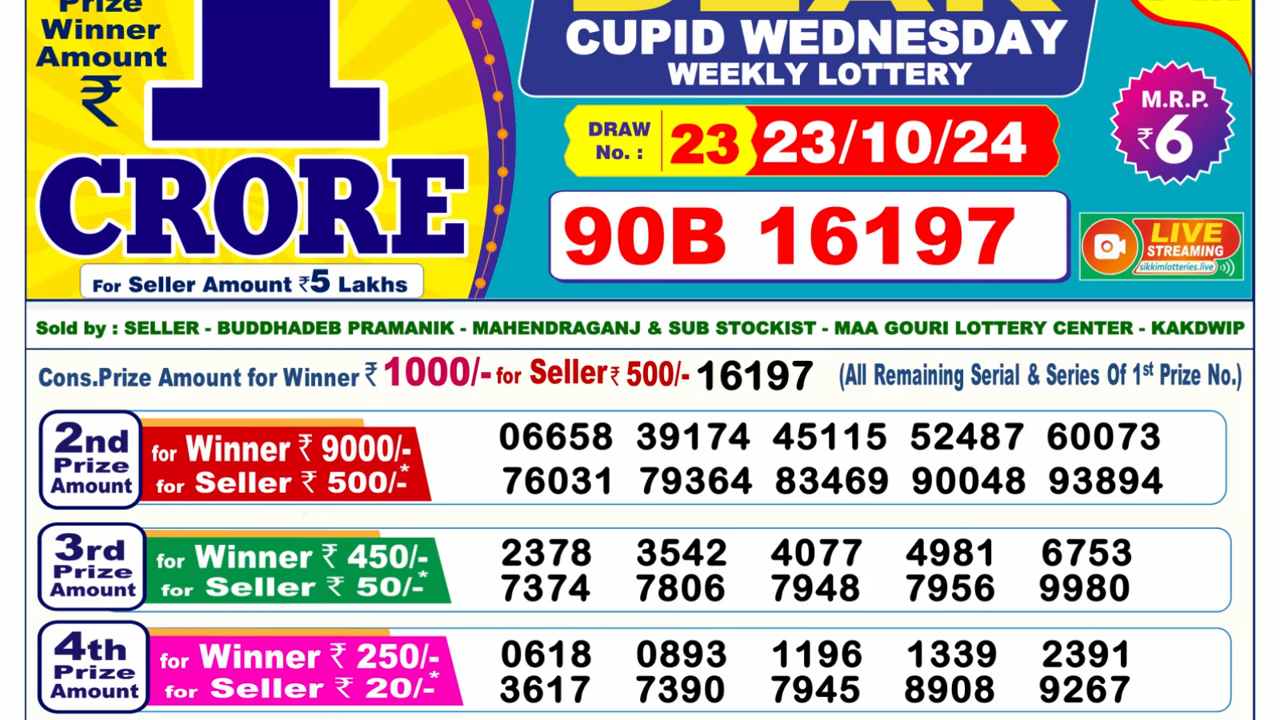 Prize
Winner
Amount
₹
1
CRORE
For Seller Amount ₹5 Lakhs
CUPID WEDNESDAY
WEEKLY LOTTERY
DRAW
No. :
23
23/10/24
M.R.P.
₹6
90B 16197
LIVE
STREAMING
sikkimlotteries.live
Sold by : SELLER - BUDDHADEB PRAMANIK - MAHENDRAGANJ & SUB STOCKIST - MAA GOURI LOTTERY CENTER - KAKDWIP
Cons.Prize Amount for Winner ₹ 1000/- for Seller ₹ 500/- 16197 (All Remaining Serial & Series Of 1st Prize No.)
2nd
Prize
Amount
for Winner ₹ 9000/-
for Seller ₹ 500/-*
06658 39174 45115 52487 60073
76031 79364 83469 90048 93894
3rd
Prize
Amount
for Winner ₹ 450/-
for Seller ₹ 50/-*
2378 3542 4077 4981 6753
7374 7806 7948 7956 9980
4th
Prize
Amount
for Winner ₹ 250/-
for Seller ₹ 20/-*
0618 0893 1196 1339 2391
3617 7390 7945 8908 9267